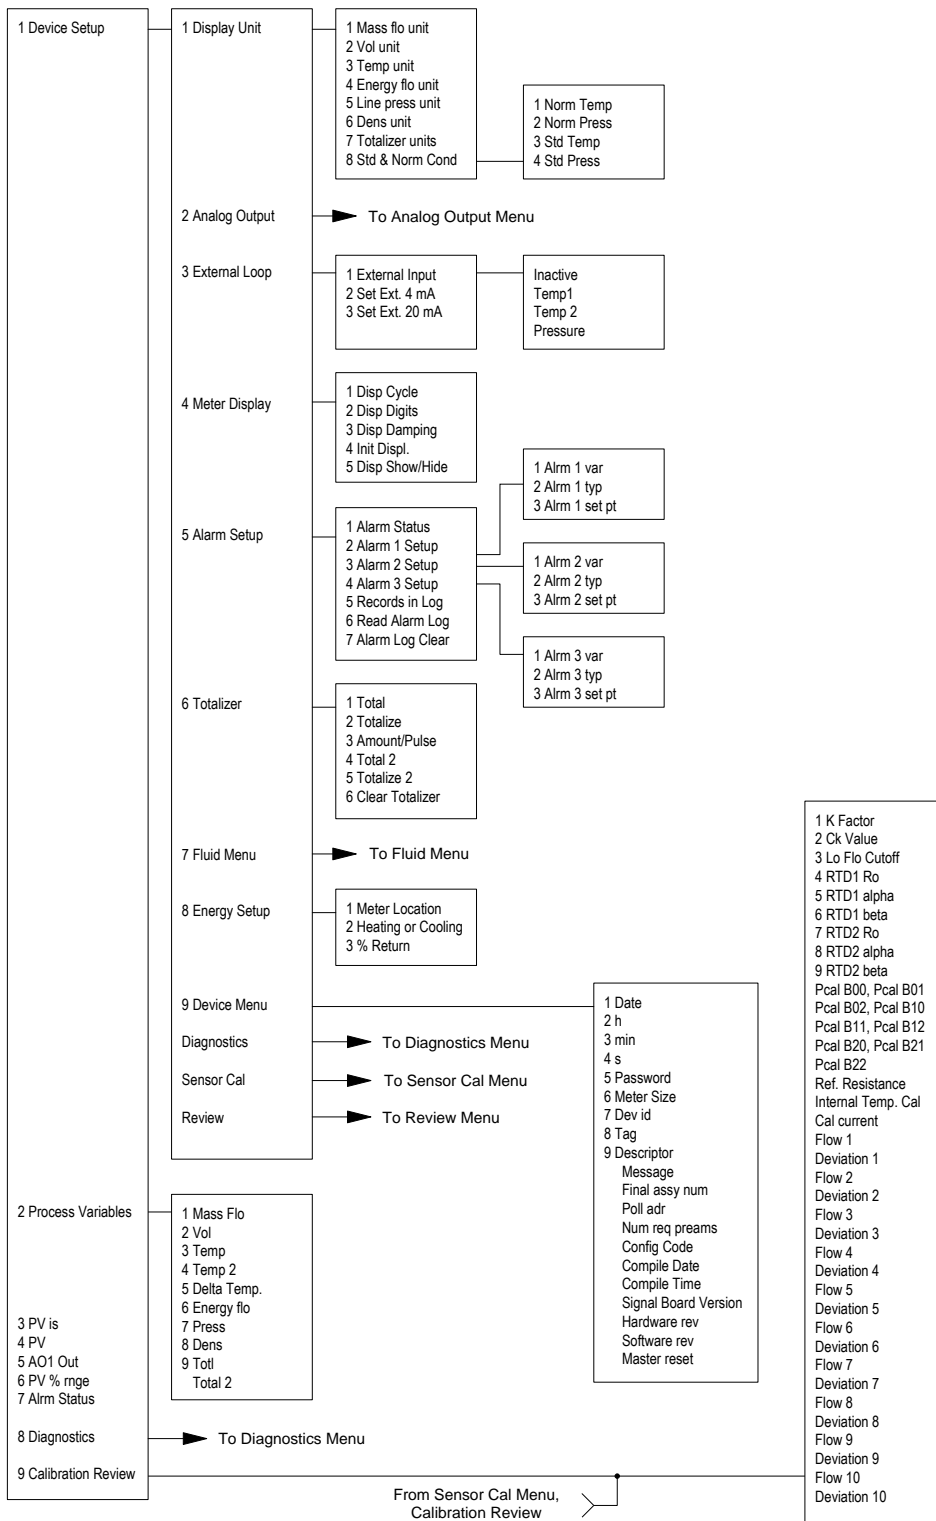 1 Device Setup
2 Process Variables
3 PV is
4 PV
5 AO1 Out
6 PV % rnge
7 Alrm Status
8 Diagnostics
To Diagnostics Menu
9 Calibration Review
1 Display Unit
2 Analog Output
To Analog Output Menu
3 External Loop
4 Meter Display
5 Alarm Setup
6 Totalizer
7 Fluid Menu
To Fluid Menu
8 Energy Setup
9 Device Menu
Diagnostics
To Diagnostics Menu
Sensor Cal
To Sensor Cal Menu
Review
To Review Menu
1 Mass flo unit
2 Vol unit
3 Temp unit
4 Energy flo unit
5 Line press unit
6 Dens unit
7 Totalizer units
8 Std & Norm Cond
1 Norm Temp
2 Norm Press
3 Std Temp
4 Std Press
1 External Input
2 Set Ext. 4 mA
3 Set Ext. 20 mA
Inactive
Temp1
Temp 2
Pressure
1 Disp Cycle
2 Disp Digits
3 Disp Damping
4 Init Displ.
5 Disp Show/Hide
1 Alarm Status
2 Alarm 1 Setup
3 Alarm 2 Setup
4 Alarm 3 Setup
5 Records in Log
6 Read Alarm Log
7 Alarm Log Clear
1 Alrm 1 var
2 Alrm 1 typ
3 Alrm 1 set pt
1 Alrm 2 var
2 Alrm 2 typ
3 Alrm 2 set pt
1 Alrm 3 var
2 Alrm 3 typ
3 Alrm 3 set pt
1 Total
2 Totalize
3 Amount/Pulse
4 Total 2
5 Totalize 2
6 Clear Totalizer
1 Meter Location
2 Heating or Cooling
3 % Return
1 Date
2 h
3 min
4 s
5 Password
6 Meter Size
7 Dev id
8 Tag
9 Descriptor
Message
Final assy num
Poll adr
Num req preams
Config Code
Compile Date
Compile Time
Signal Board Version
Hardware rev
Software rev
Master reset
1 Mass Flo
2 Vol
3 Temp
4 Temp 2
5 Delta Temp.
6 Energy flo
7 Press
8 Dens
9 Totl
Total 2
From Sensor Cal Menu,
Calibration Review
1 K Factor
2 Ck Value
3 Lo Flo Cutoff
4 RTD1 Ro
5 RTD1 alpha
6 RTD1 beta
7 RTD2 Ro
8 RTD2 alpha
9 RTD2 beta
Pcal B00, Pcal B01
Pcal B02, Pcal B10
Pcal B11, Pcal B12
Pcal B20, Pcal B21
Pcal B22
Ref. Resistance
Internal Temp. Cal
Cal current
Flow 1
Deviation 1
Flow 2
Deviation 2
Flow 3
Deviation 3
Flow 4
Deviation 4
Flow 5
Deviation 5
Flow 6
Deviation 6
Flow 7
Deviation 7
Flow 8
Deviation 8
Flow 9
Deviation 9
Flow 10
Deviation 10